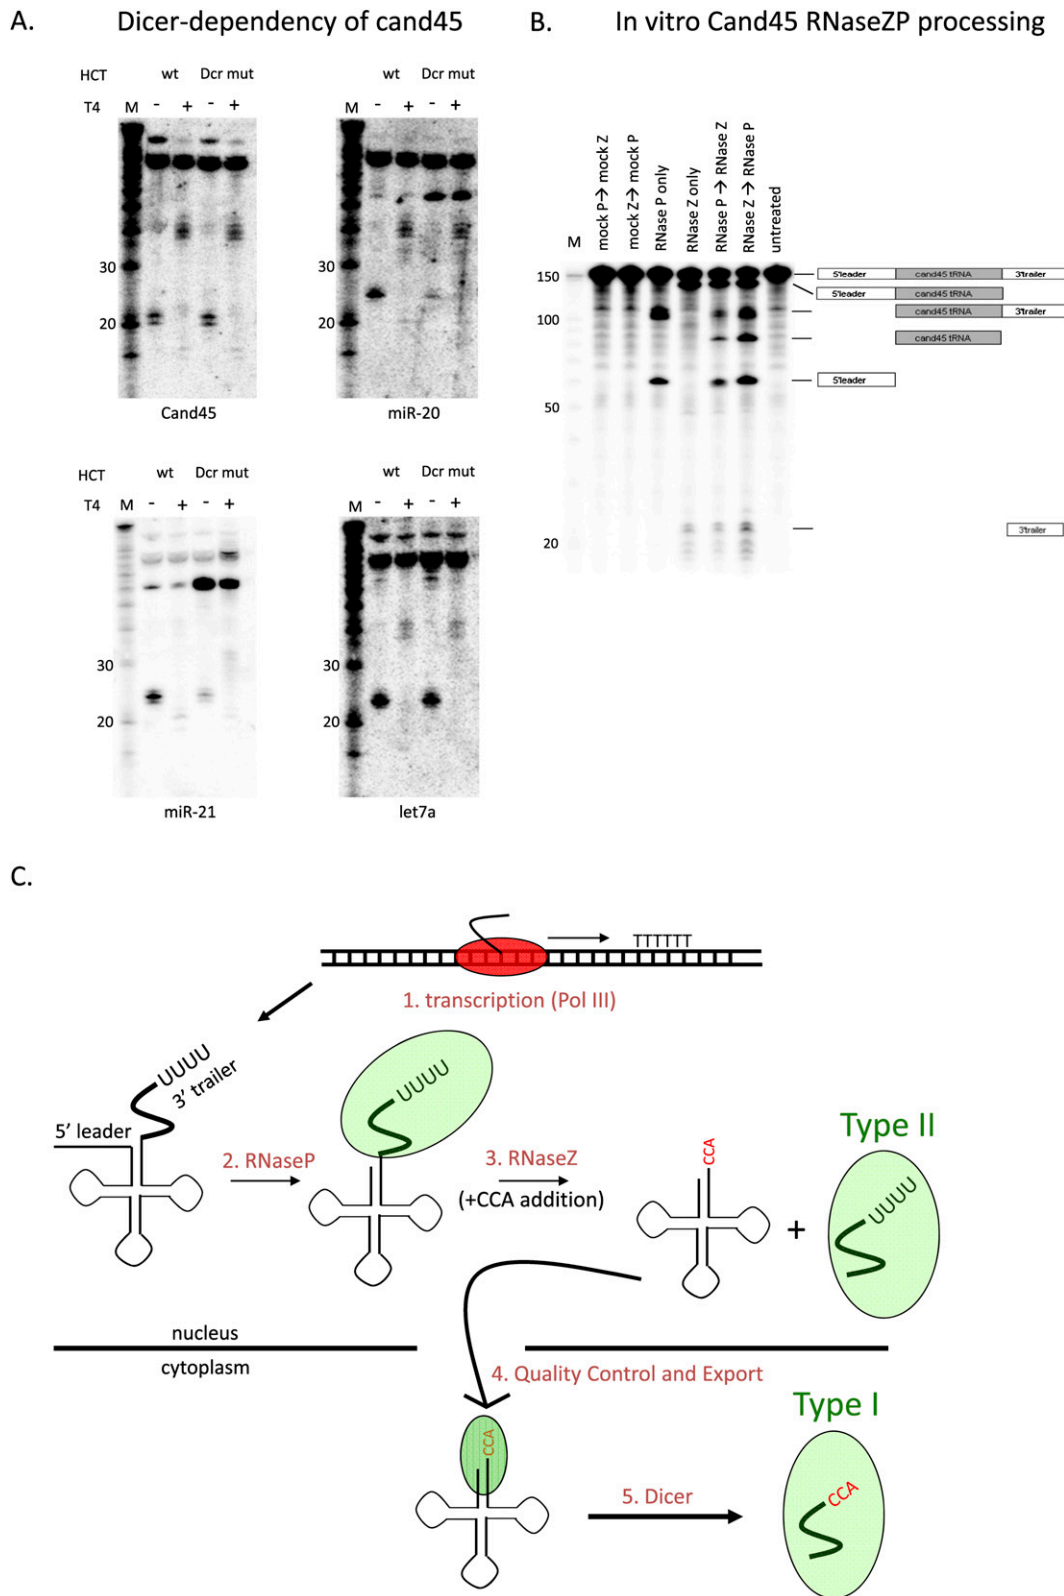 A. Dicer-dependency of cand45
HCT wt Dcr mut
T4 M - + - +
30
20
Cand45
wt Dcr mut
M - + - +
30
20
miR-20
HCT wt Dcr mut
T4 M - + - +
30
20
miR-21
wt Dcr mut
M - + - +
30
20
let7a
B. In vitro Cand45 RNaseZP processing
M
mock P→ mock Z
mock Z→ mock P
RNase P only
RNase Z only
RNase P → RNase Z
RNase Z → RNase P
untreated
150
100
50
20
5'leader cand45 tRNA 3'trailer
5'leader cand45 tRNA
cand45 tRNA 3'trailer
cand45 tRNA
5'leader
3'trailer
C.
TTTTTT
1. transcription (Pol III)
UUUU
3' trailer
5' leader
2. RNaseP
UUUU
3. RNaseZ
(+CCA addition)
CCA
+
Type II
UUUU
nucleus
cytoplasm
4. Quality Control and Export
CCA
5. Dicer
Type I
CCA